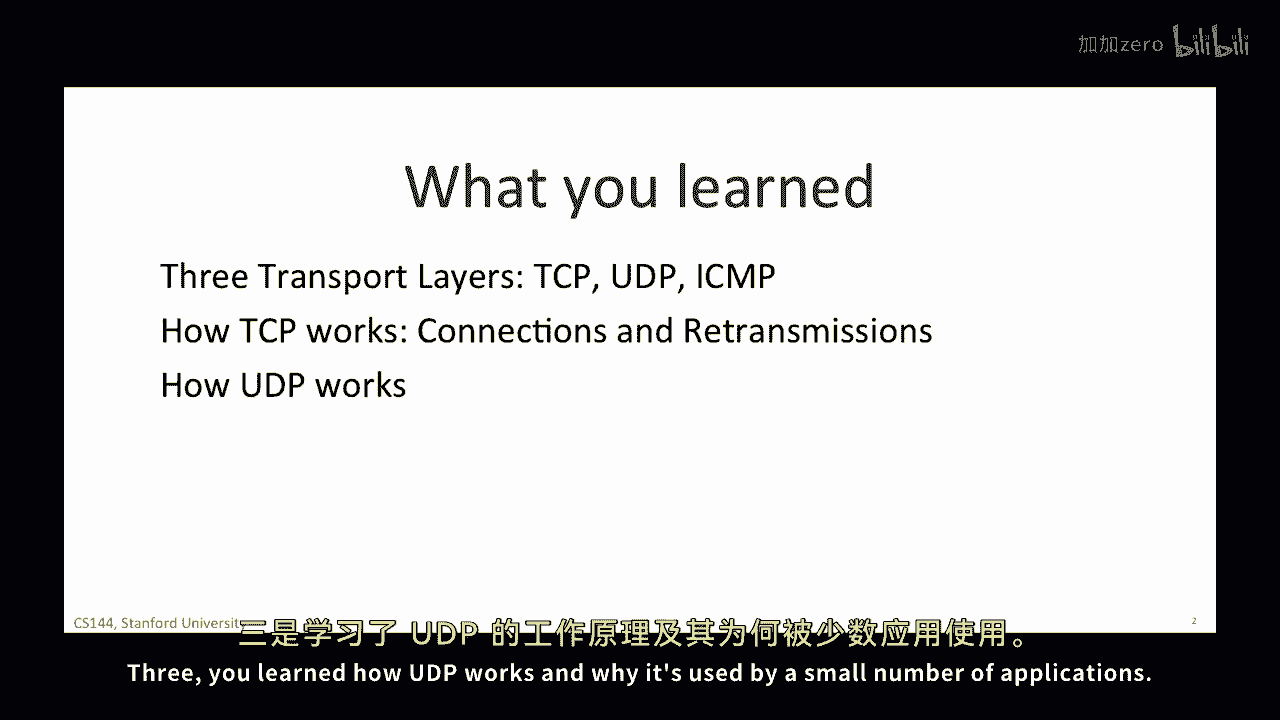 加加zero bilibili
What you learned
Three Transport Layers: TCP, UDP, ICMP
How TCP works: Connections and Retransmissions
How UDP works
CS144, Stanford Universit
2
三是学习了 UDP 的工作原理及其为何被少数应用使用。
Three, you learned how UDP works and why it's used by a small number of applications.